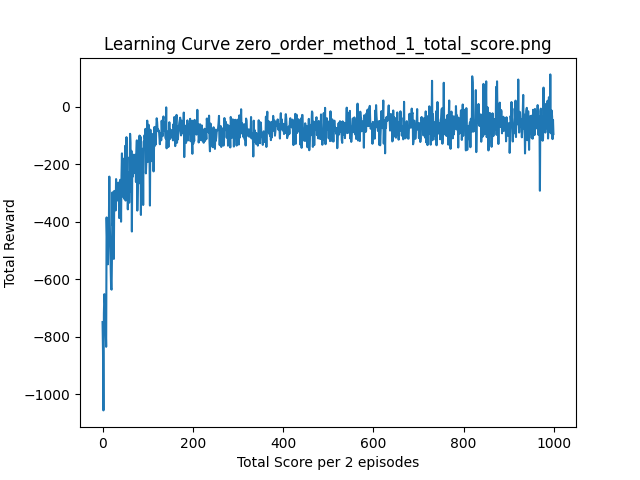 Learning Curve zero_order_method_1_total_score.png
0
−200
−400
−600
−800
−1000
Total Reward
0 200 400 600 800 1000
Total Score per 2 episodes